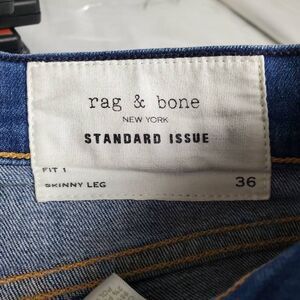 rag & bone
NEW YORK
STANDARD ISSUE
FIT 1
SKINNY LEG 36